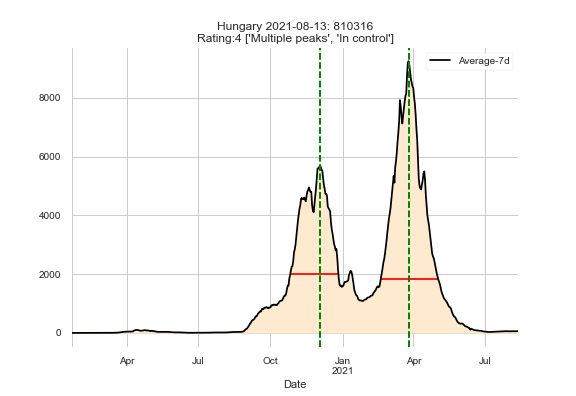 Hungary 2021-08-13: 810316
Rating:4 ['Multiple peaks', 'In control']
Average-7d
8000
6000
4000
2000
0
Apr Jul Oct Jan Apr Jul
2021
Date